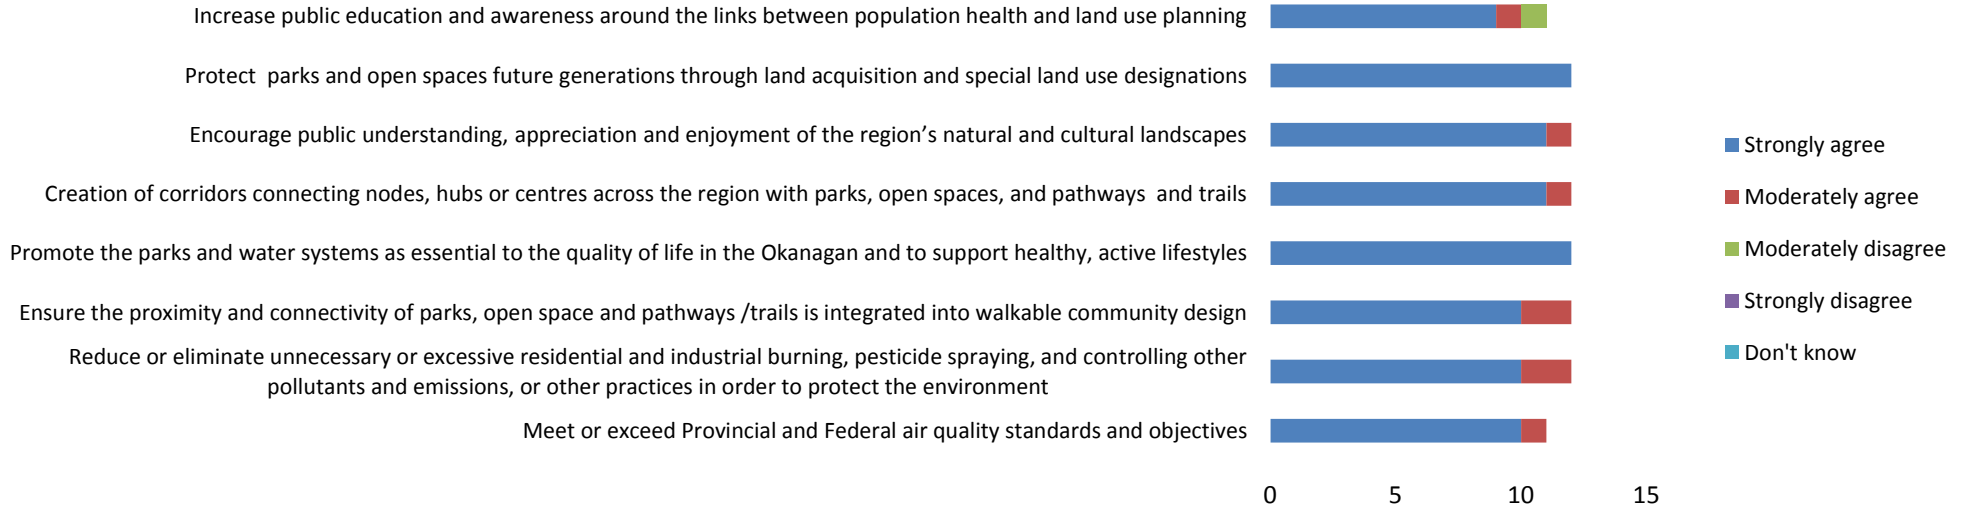 Increase public education and awareness around the links between population health and land use planning
Protect  parks and open spaces future generations through land acquisition and special land use designations
Encourage public understanding, appreciation and enjoyment of the region’s natural and cultural landscapes
Creation of corridors connecting nodes, hubs or centres across the region with parks, open spaces, and pathways  and trails
Promote the parks and water systems as essential to the quality of life in the Okanagan and to support healthy, active lifestyles
Ensure the proximity and connectivity of parks, open space and pathways /trails is integrated into walkable community design
Reduce or eliminate unnecessary or excessive residential and industrial burning, pesticide spraying, and controlling other
pollutants and emissions, or other practices in order to protect the environment
Meet or exceed Provincial and Federal air quality standards and objectives
0 5 10 15
Strongly agree
Moderately agree
Moderately disagree
Strongly disagree
Don't know